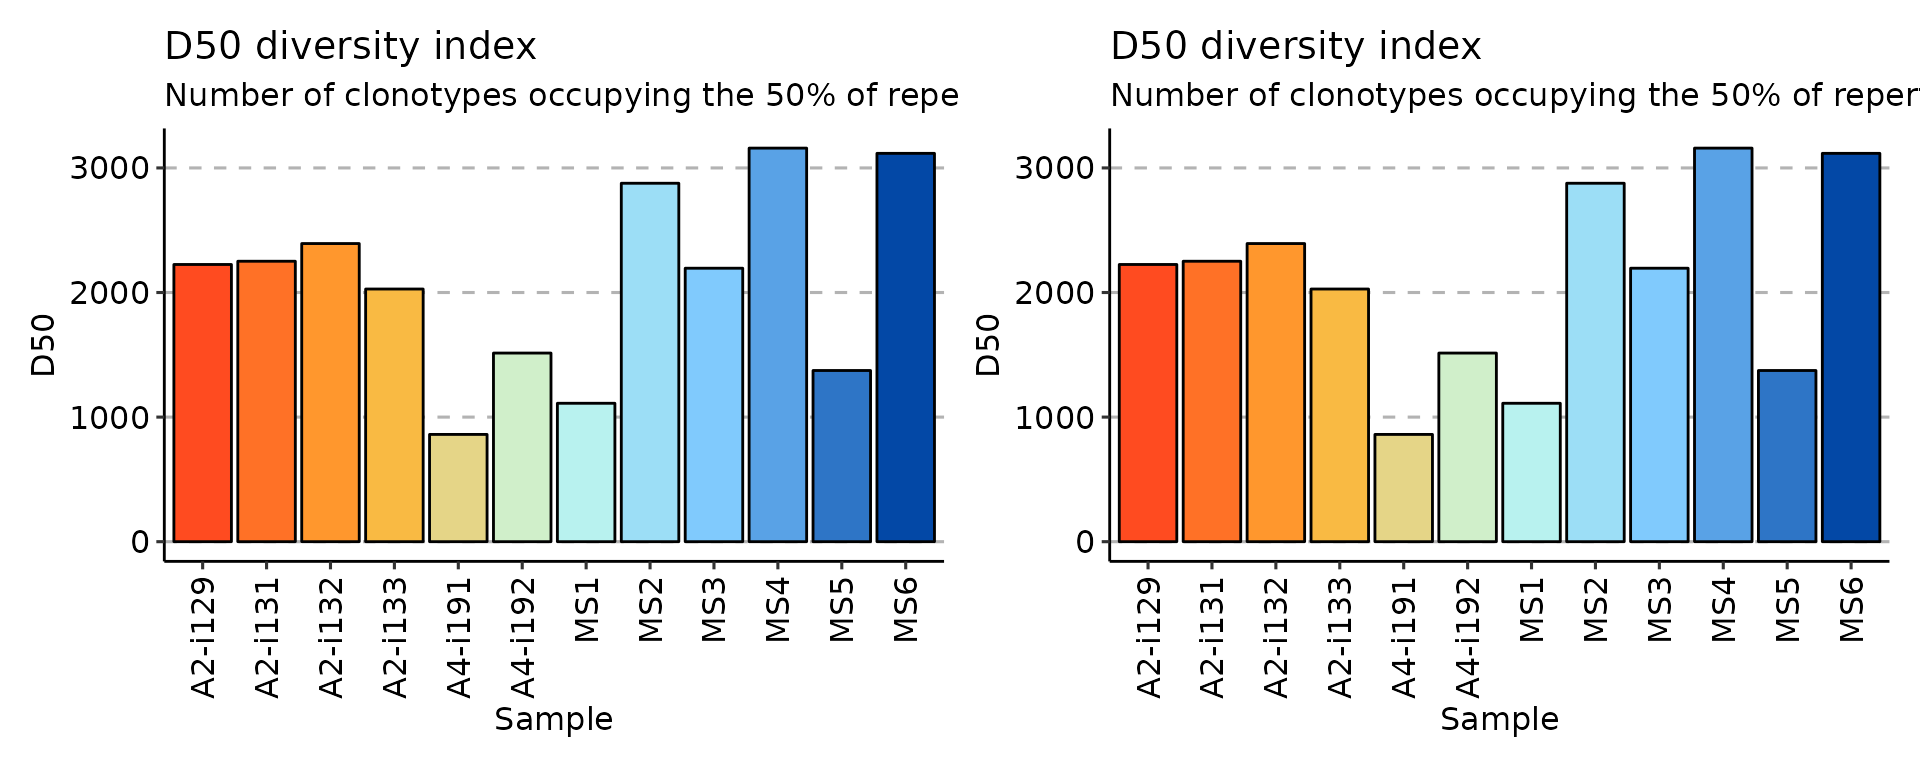 D50 diversity index
Number of clonotypes occupying the 50% of repe
D50
3000
2000
1000
0
A2-i129
A2-i131
A2-i132
A2-i133
A4-i191
A4-i192
MS1
MS2
MS3
MS4
MS5
MS6
Sample
D50 diversity index
Number of clonotypes occupying the 50% of reper
D50
3000
2000
1000
0
A2-i129
A2-i131
A2-i132
A2-i133
A4-i191
A4-i192
MS1
MS2
MS3
MS4
MS5
MS6
Sample